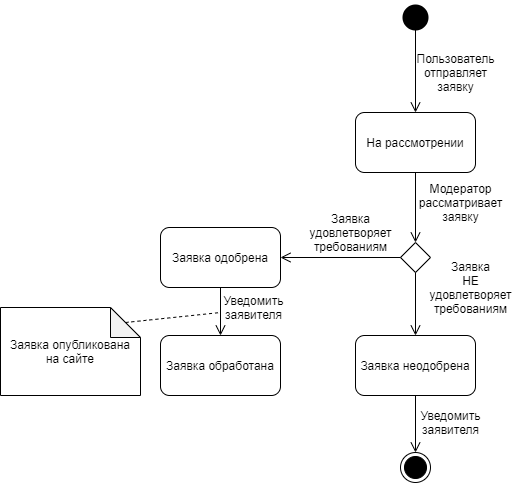 Пользователь
отправляет
заявку
На рассмотрении
Модератор
рассматривает
заявку
Заявка
удовлетворяет
требованиям
Заявка одобрена
Заявка
НЕ
удовлетворяет
требованиям
Уведомить
заявителя
Заявка опубликована
на сайте
Заявка обработана
Заявка неодобрена
Уведомить
заявителя